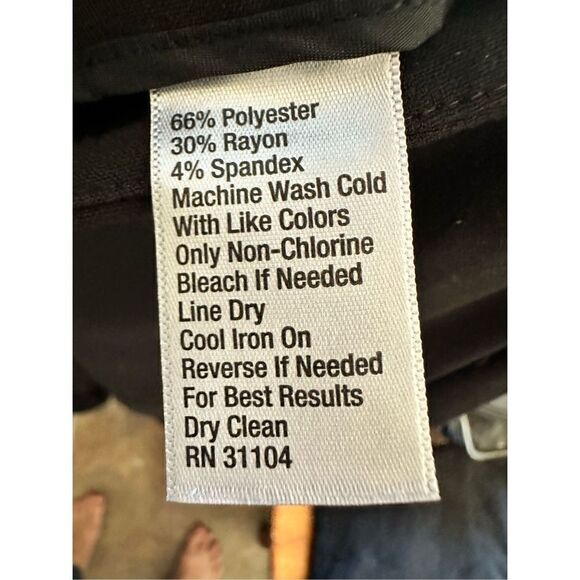 66% Polyester
30% Rayon
4% Spandex
Machine Wash Cold
With Like Colors
Only Non-Chlorine
Bleach If Needed
Line Dry
Cool Iron On
Reverse If Needed
For Best Results
Dry Clean
RN 31104